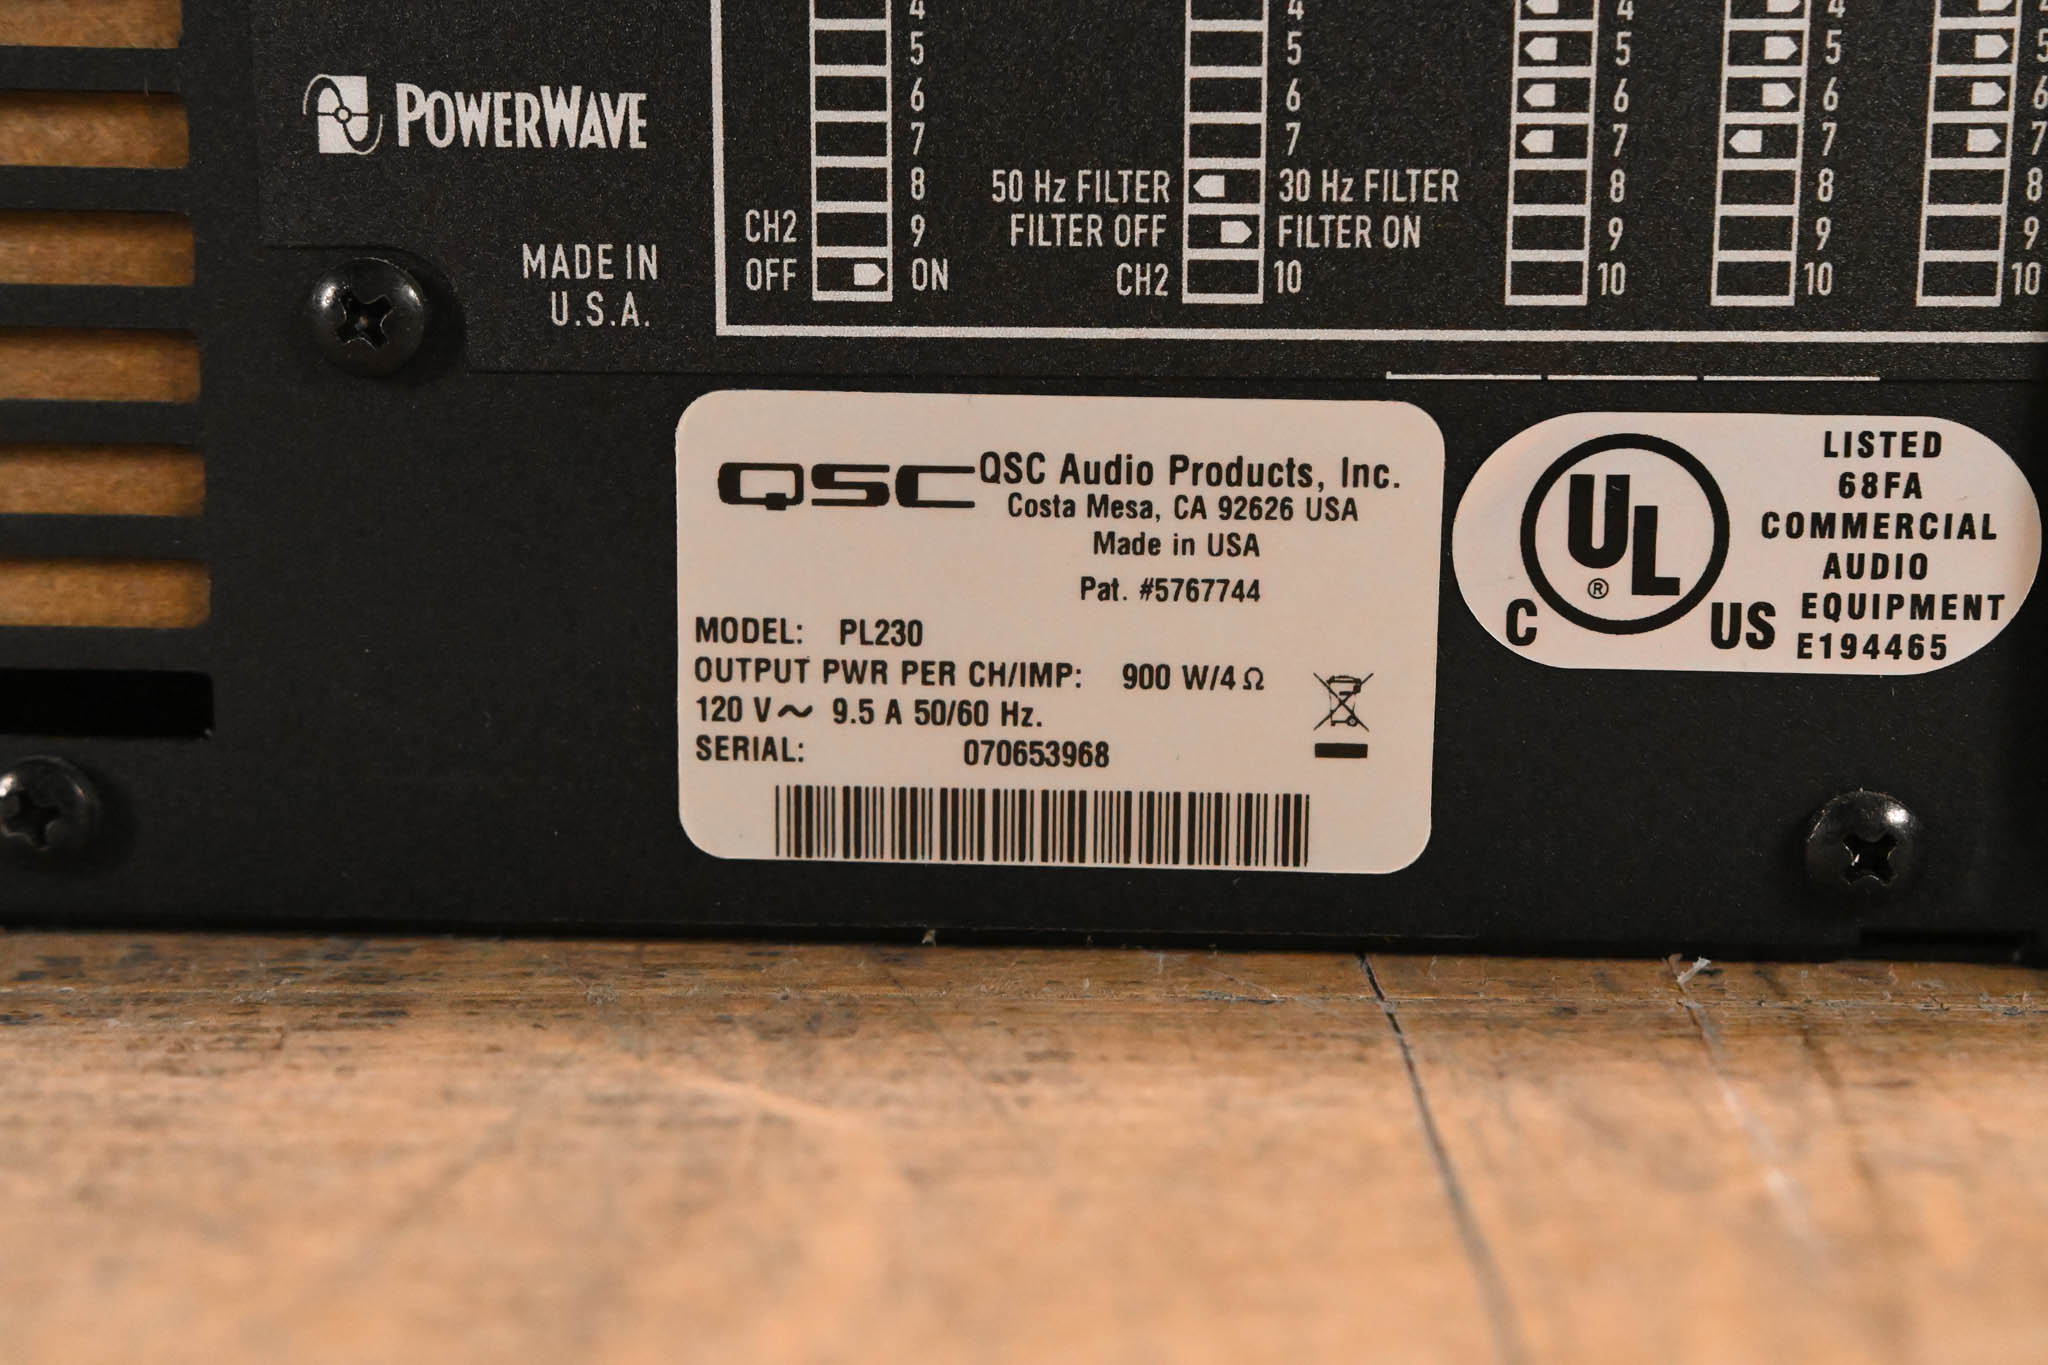 4 4 4 4 4
5 5 5 5 5
POWERWAVE 6 6 6 6 6
7 7 7 7 7
8 50 Hz FILTER 30 Hz FILTER 8 8 8
CH2 9 FILTER OFF FILTER ON 9 9 9
MADE IN OFF ON CH2 10 10 10 10
U.S.A.
QSC QSC Audio Products, Inc.
Costa Mesa, CA 92626 USA
Made in USA
Pat. #5767744
MODEL: PL230
OUTPUT PWR PER CH/IMP: 900 W/4 Ω
120 V~ 9.5 A 50/60 Hz.
SERIAL: 070653968
LISTED
68FA
COMMERCIAL
AUDIO
EQUIPMENT
E194465
C UL ® US